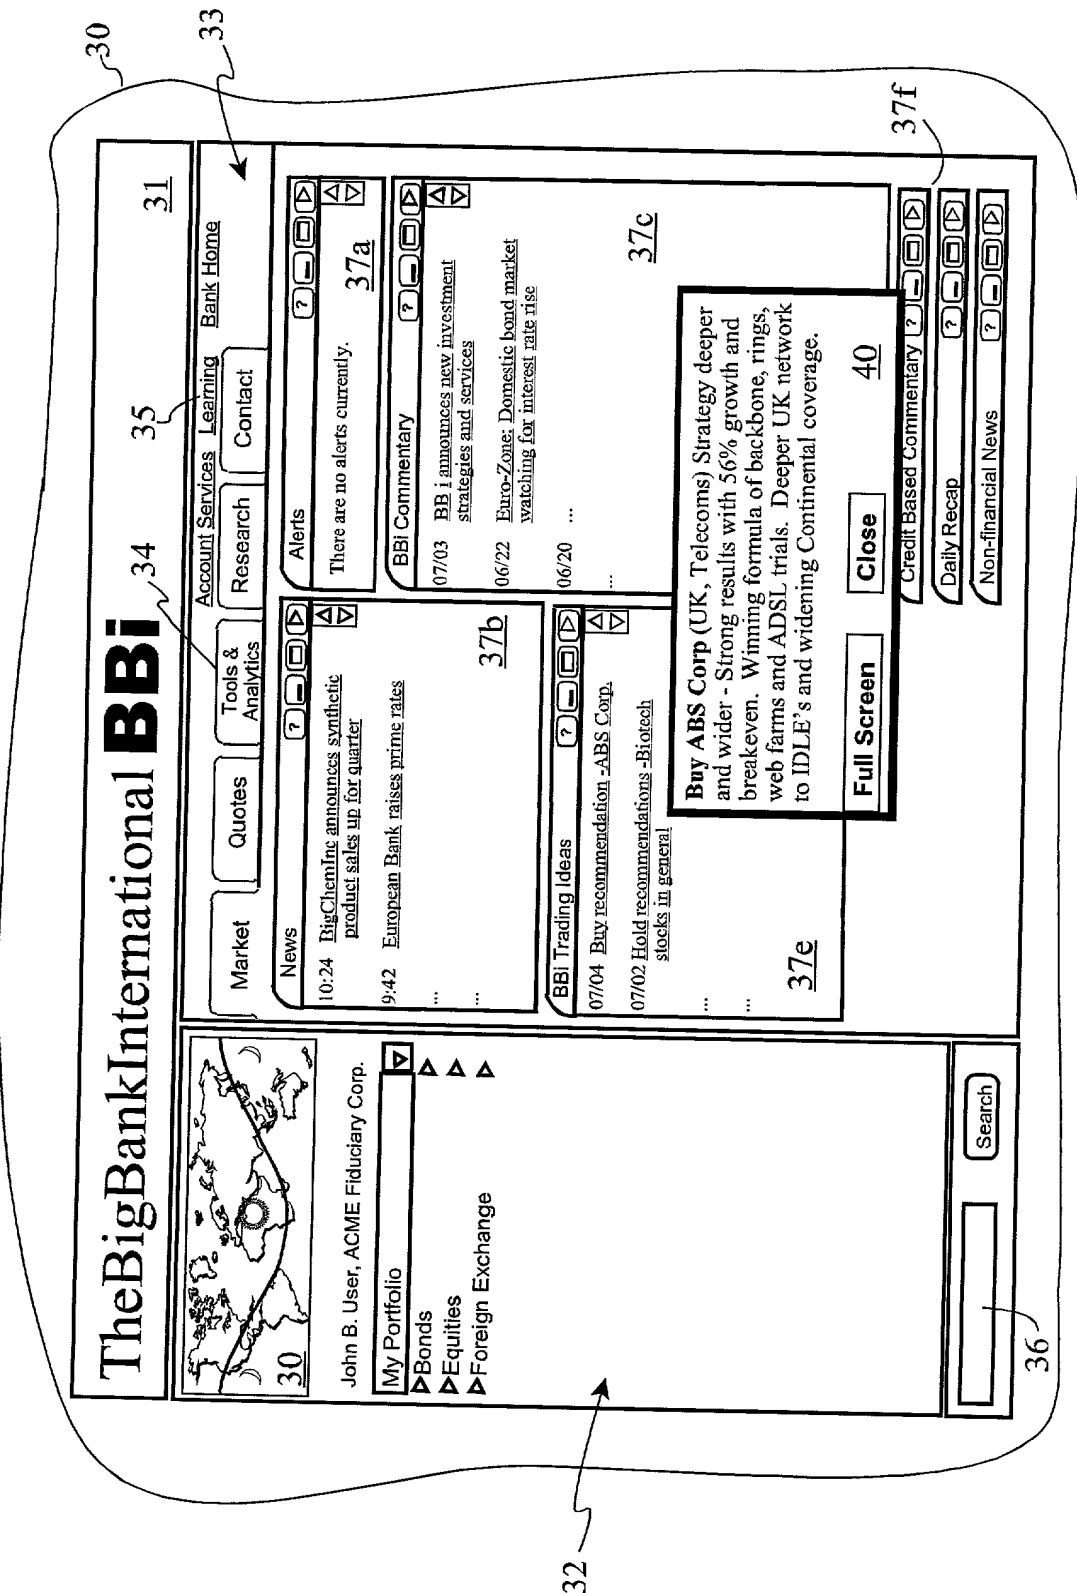 30
33
TheBigBankInternational BBi
31
34
35
Account Services Learning Bank Home
Market
Quotes
Tools &
Analytics
Research
Contact
30
John B. User, ACME Fiduciary Corp.
My Portfolio
Bonds
Equities
Foreign Exchange
32
36
Search
News
?
10:24 BigChemInc announces synthetic
product sales up for quarter
9:42 European Bank raises prime rates
...
...
37b
Alerts
?
There are no alerts currently.
37a
BBi Trading Ideas
?
07/04 Buy recommendation -ABS Corp.
07/02 Hold recommendations -Biotech
stocks in general
...
...
37e
BBi Commentary
?
07/03 BB i announces new investment
strategies and services
06/22 Euro-Zone: Domestic bond market
watching for interest rate rise
06/20 ...
...
37c
Buy ABS Corp (UK, Telecoms) Strategy deeper
and wider - Strong results with 56% growth and
breakeven. Winning formula of backbone, rings,
web farms and ADSL trials. Deeper UK network
to IDLE's and widening Continental coverage.
Full Screen
Close
40
Credit Based Commentary ?
37f
Daily Recap ?
Non-financial News ?